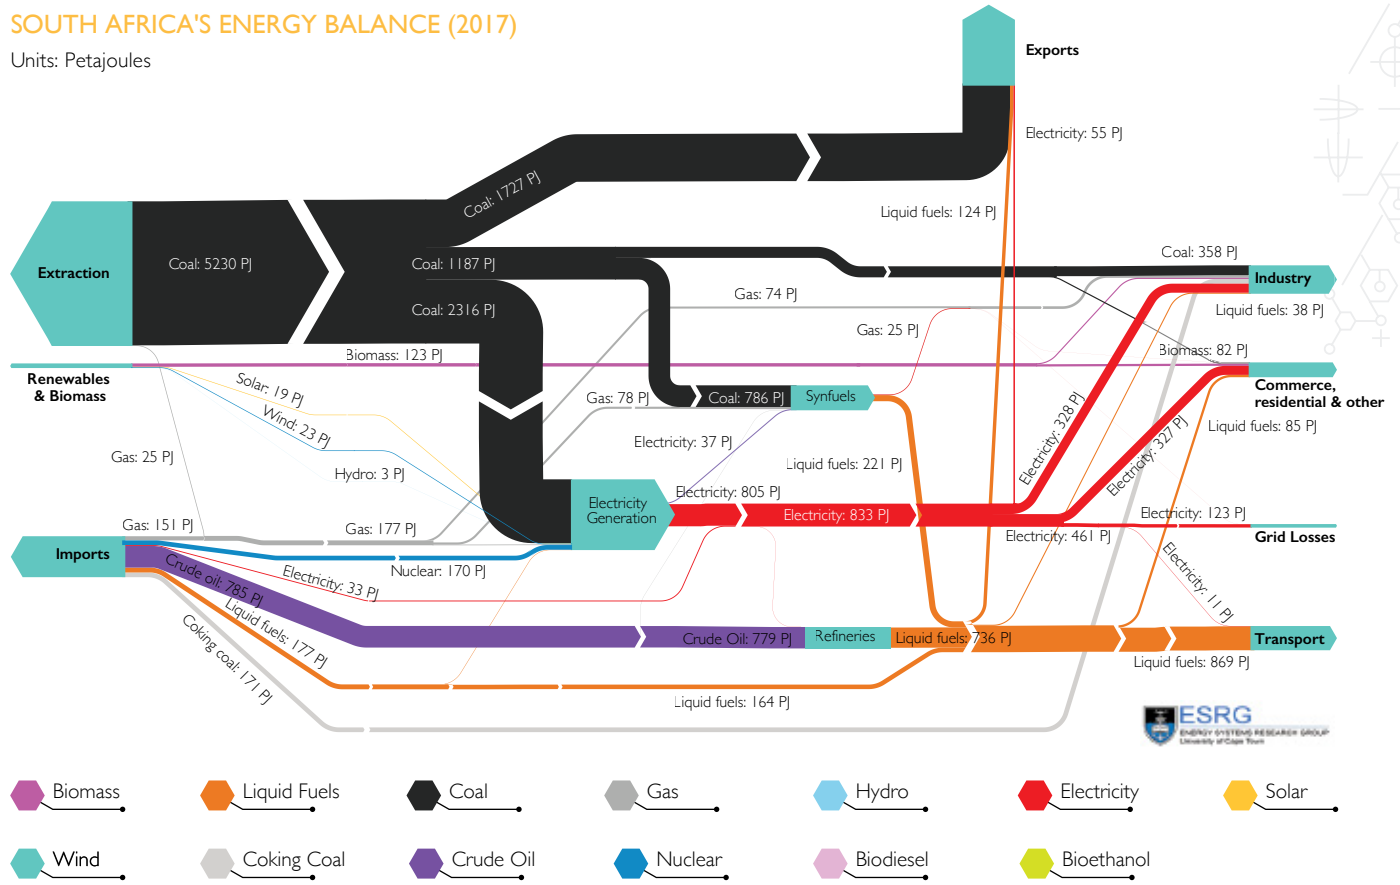 SOUTH AFRICA'S ENERGY BALANCE (2017)
Units: Petajoules
Exports
Electricity: 55 PJ
Coal: 1727 PJ
Liquid fuels: 124 PJ
Extraction
Coal: 5230 PJ
Coal: 1187 PJ
Coal: 358 PJ
Industry
Gas: 74 PJ
Coal: 2316 PJ
Liquid fuels: 38 PJ
Gas: 25 PJ
Biomass: 123 PJ
Biomass: 82 PJ
Renewables
& Biomass
Solar: 19 PJ
Wind: 23 PJ
Hydro: 3 PJ
Gas: 78 PJ
Coal: 786 PJ
Synfuels
Commerce,
residential & other
Electricity: 328 PJ
Electricity: 327 PJ
Liquid fuels: 85 PJ
Electricity: 37 PJ
Gas: 25 PJ
Liquid fuels: 221 PJ
Electricity
Generation
Electricity: 805 PJ
Electricity: 833 PJ
Electricity: 123 PJ
Grid Losses
Electricity: 461 PJ
Gas: 151 PJ
Gas: 177 PJ
Imports
Nuclear: 170 PJ
Crude oil: 785 PJ
Electricity: 33 PJ
Electricity: 11 PJ
Liquid fuels: 177 PJ
Coking coal: 171 PJ
Crude Oil: 779 PJ
Refineries
Liquid fuels: 736 PJ
Transport
Liquid fuels: 869 PJ
Liquid fuels: 164 PJ
ESRG
ENERGY SYSTEMS RESEARCH GROUP
University of Cape Town
Biomass
Liquid Fuels
Coal
Gas
Hydro
Electricity
Solar
Wind
Coking Coal
Crude Oil
Nuclear
Biodiesel
Bioethanol